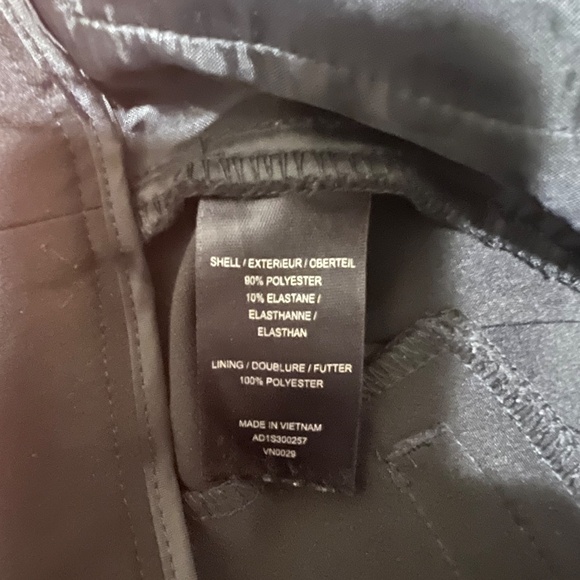 SHELL / EXTERIEUR / OBERTEIL
90% POLYESTER
10% ELASTANE /
ELASTHANNE /
ELASTHAN
LINING / DOUBLURE / FUTTER
100% POLYESTER
MADE IN VIETNAM
AD1S300257
VN0029